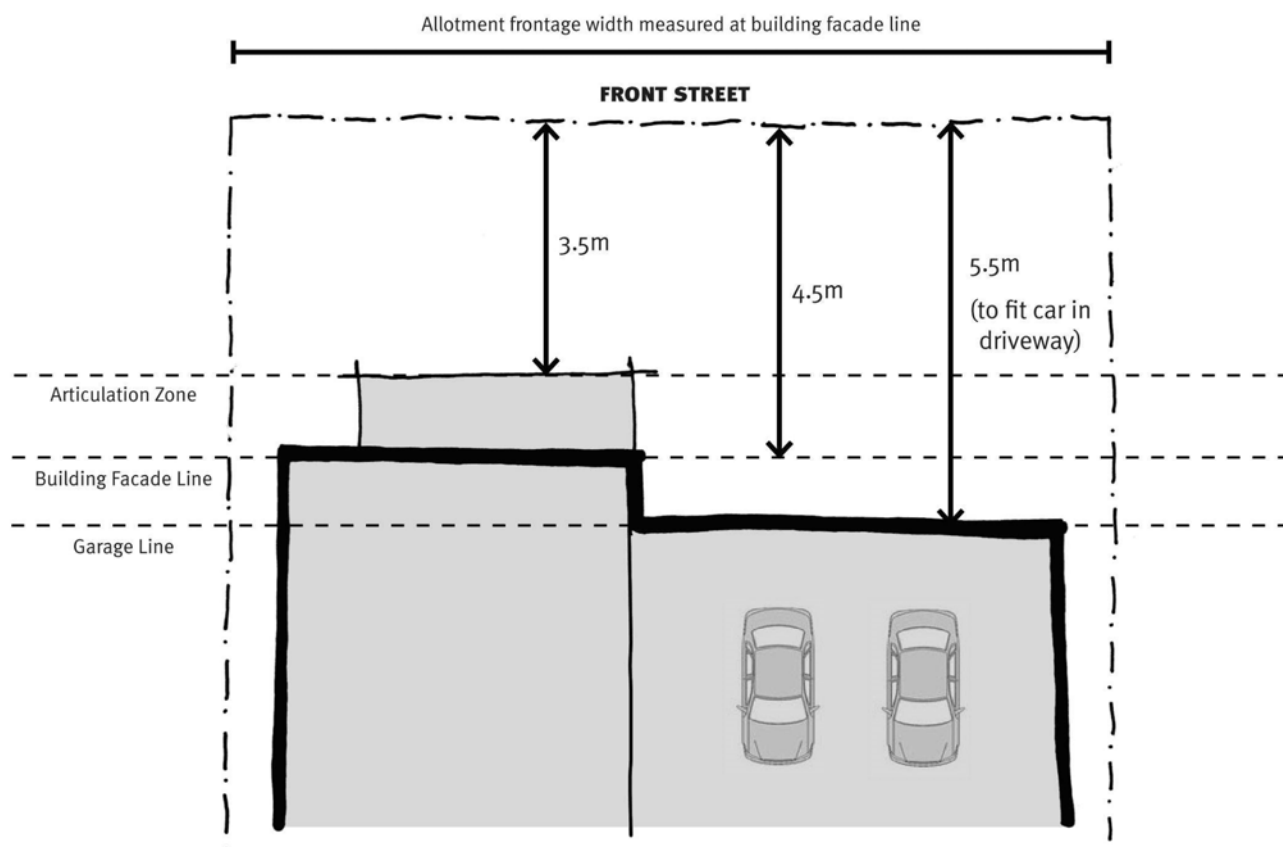 Allotment frontage width measured at building facade line
FRONT STREET
3.5m
4.5m
5.5m
(to fit car in
driveway)
Articulation Zone
Building Facade Line
Garage Line